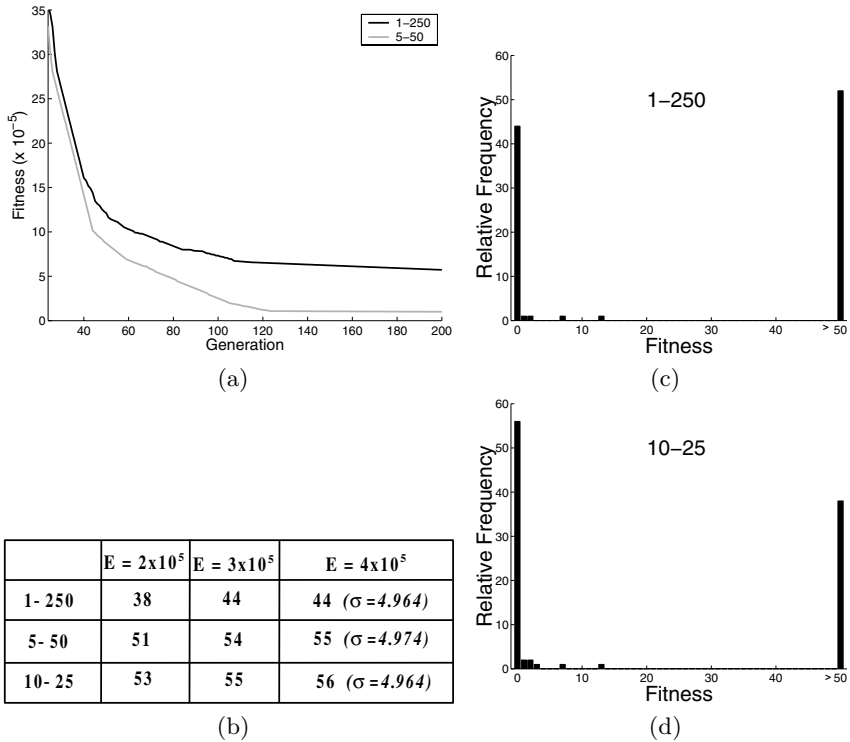 35
30
25
20
15
10
5
0
Fitness (x 10⁻⁵)
1−250
5−50
40 60 80 100 120 140 160 180 200
Generation
(a)
60
50
40
30
20
10
0
Relative Frequency
1−250
0 10 20 30 40 > 50
Fitness
(c)
E = 2x10⁵ E = 3x10⁵ E = 4x10⁵
1- 250 38 44 44 (σ =4.964)
5- 50 51 54 55 (σ =4.974)
10- 25 53 55 56 (σ =4.964)
(b)
60
50
40
30
20
10
0
Relative Frequency
10−25
0 10 20 30 40 > 50
Fitness
(d)